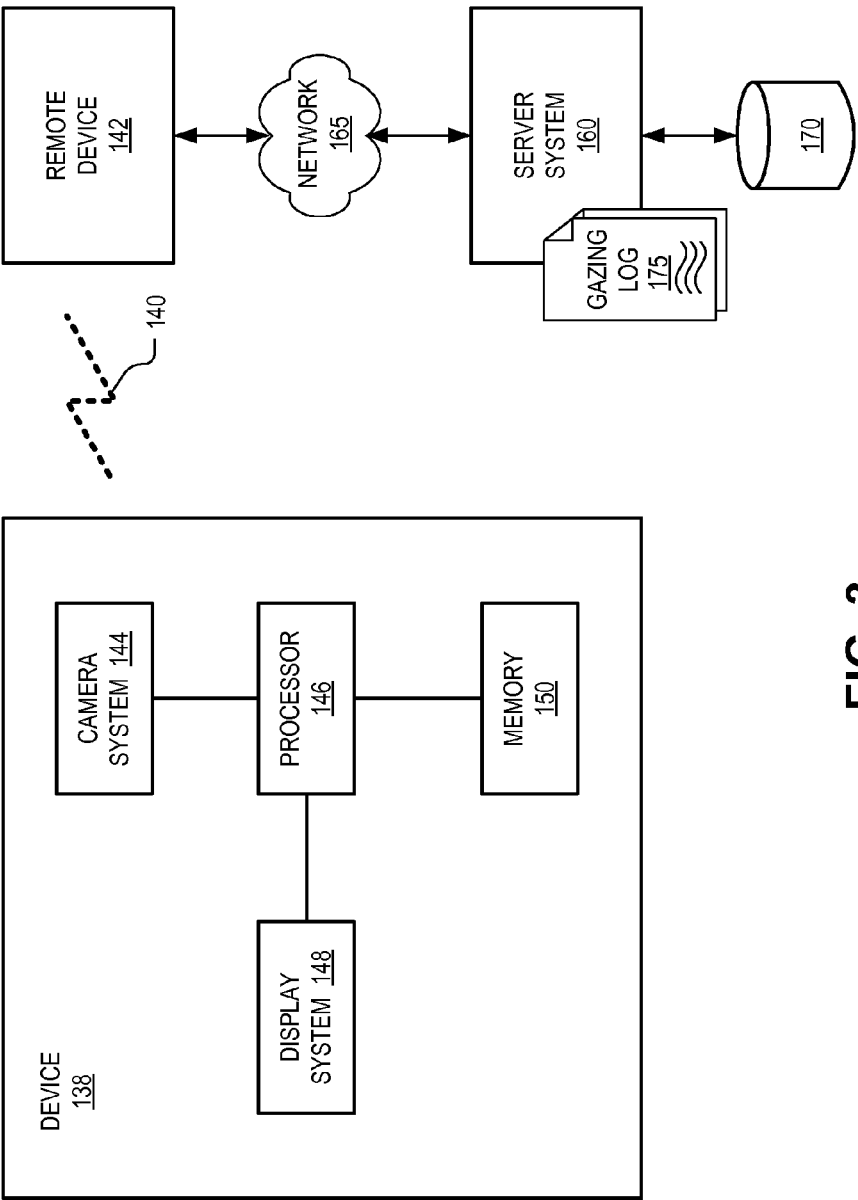 DEVICE
138
CAMERA
SYSTEM 144
DISPLAY
SYSTEM 148
PROCESSOR
146
MEMORY
150
140
REMOTE
DEVICE
142
NETWORK
165
SERVER
SYSTEM
160
GAZING
LOG
175
170
FIG.